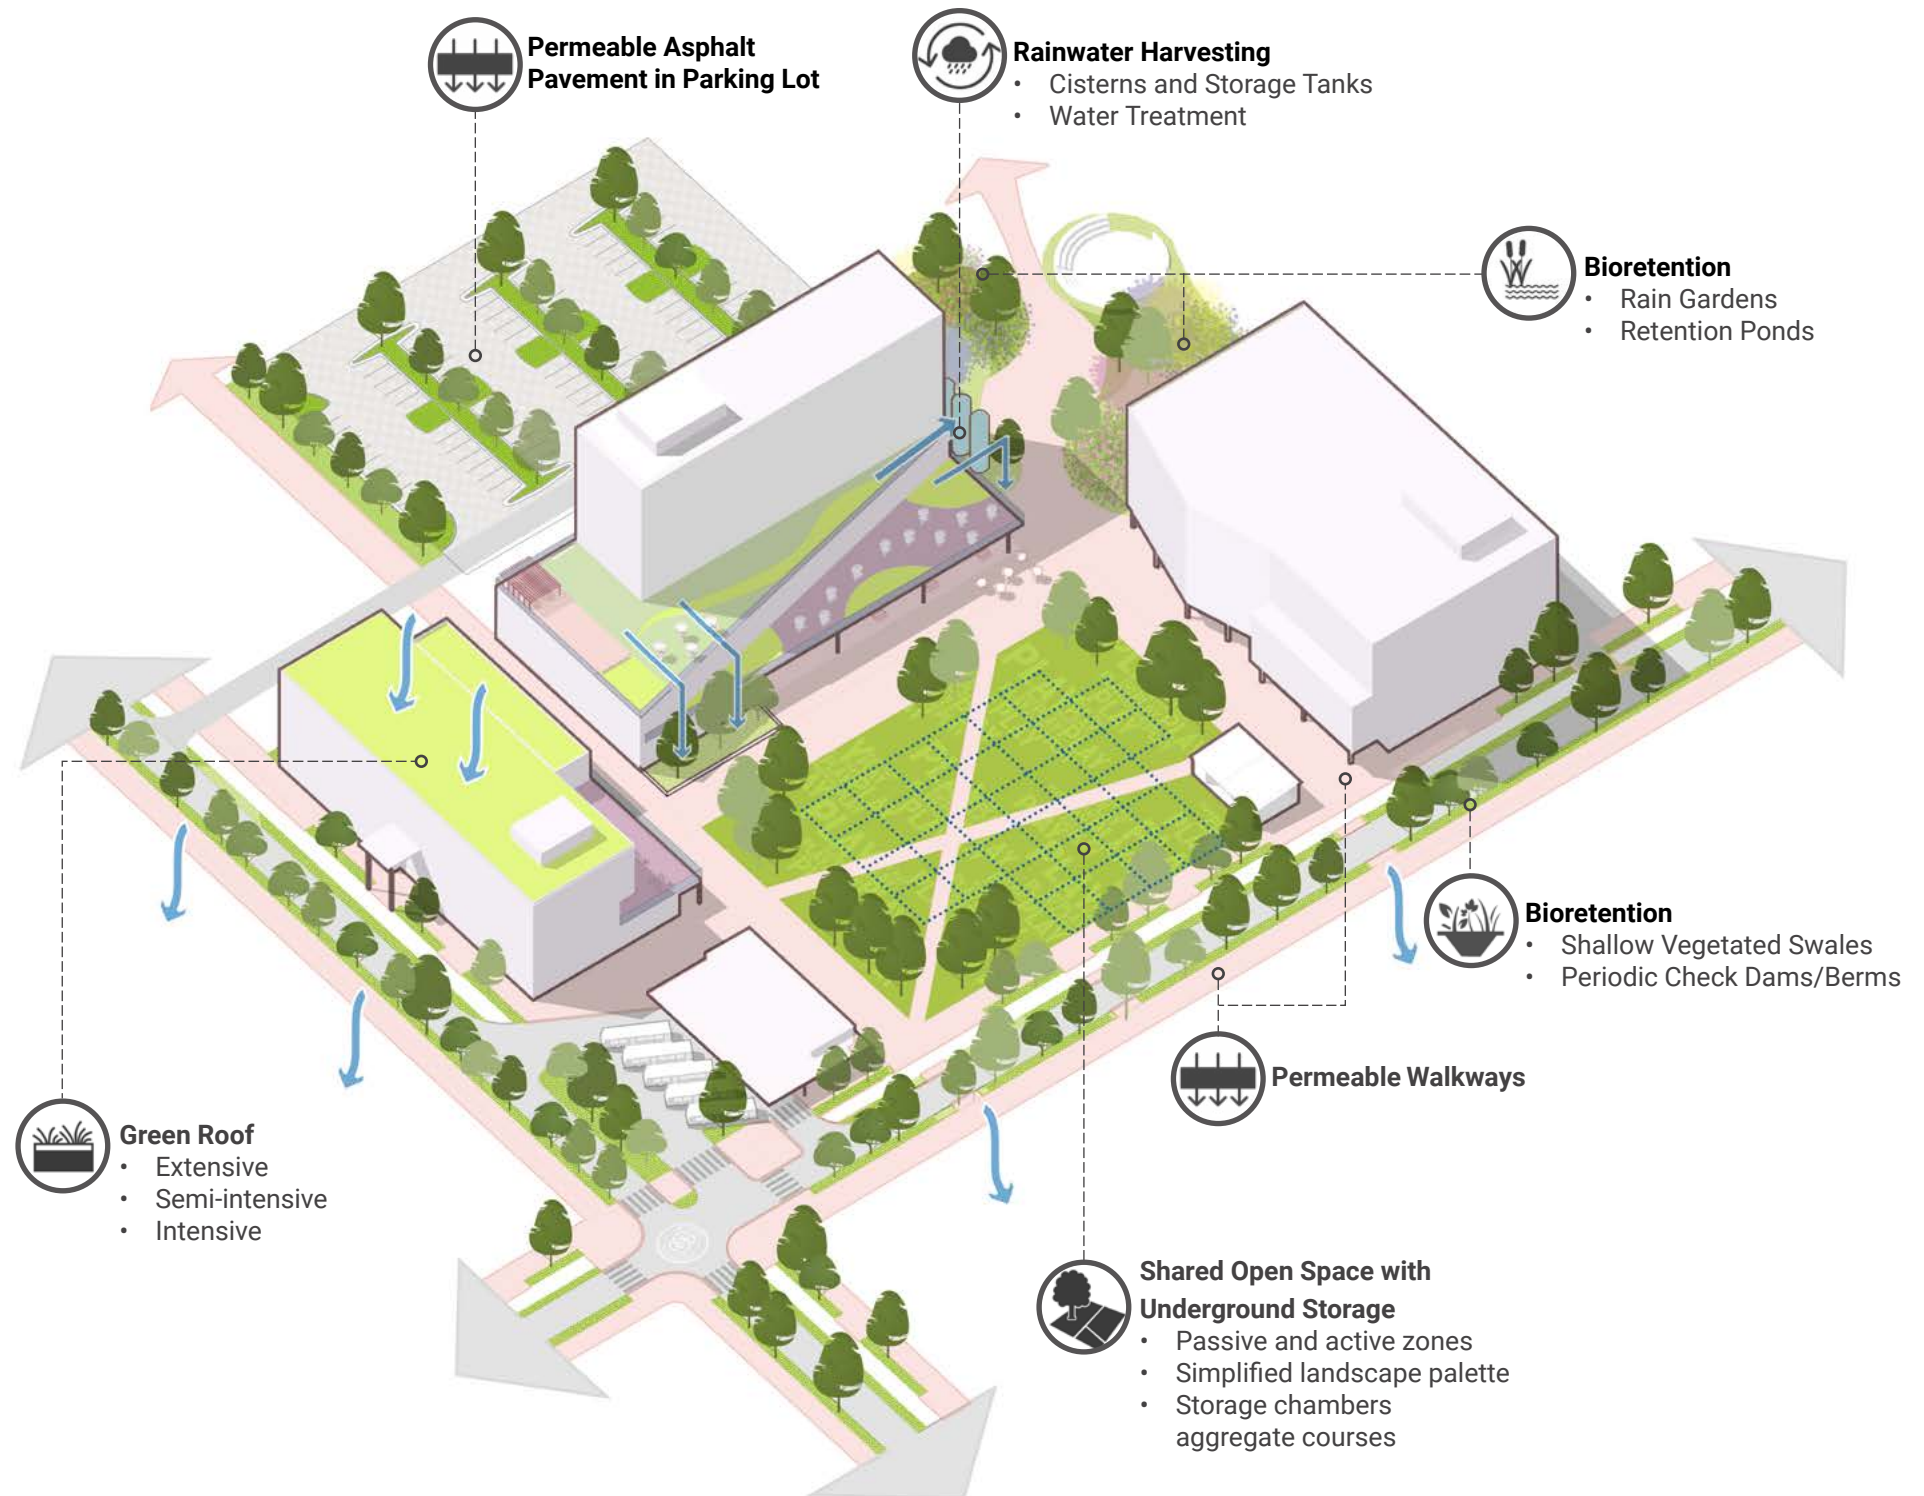 Permeable Asphalt
Pavement in Parking Lot
Rainwater Harvesting
• Cisterns and Storage Tanks
• Water Treatment
Bioretention
• Rain Gardens
• Retention Ponds
Bioretention
• Shallow Vegetated Swales
• Periodic Check Dams/Berms
Permeable Walkways
Green Roof
• Extensive
• Semi-intensive
• Intensive
Shared Open Space with
Underground Storage
• Passive and active zones
• Simplified landscape palette
• Storage chambers
aggregate courses